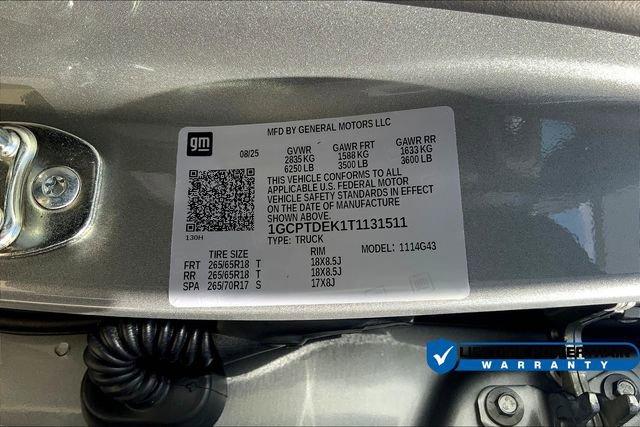 gm
MFD BY GENERAL MOTORS LLC
08/25 GVWR GAWR FRT GAWR RR
2835 KG 1588 KG 1633 KG
6250 LB 3500 LB 3600 LB
THIS VEHICLE CONFORMS TO ALL
APPLICABLE U.S. FEDERAL MOTOR
VEHICLE SAFETY STANDARDS IN EFFECT
ON THE DATE OF MANUFACTURE
SHOWN ABOVE.
1GCPTDEK1T1131511
130H TYPE: TRUCK
MODEL: 1114G43
TIRE SIZE RIM
FRT 265/65R18 T 18X8.5J
RR 265/65R18 T 18X8.5J
SPA 265/70R17 S 17X8J
WARRANTY